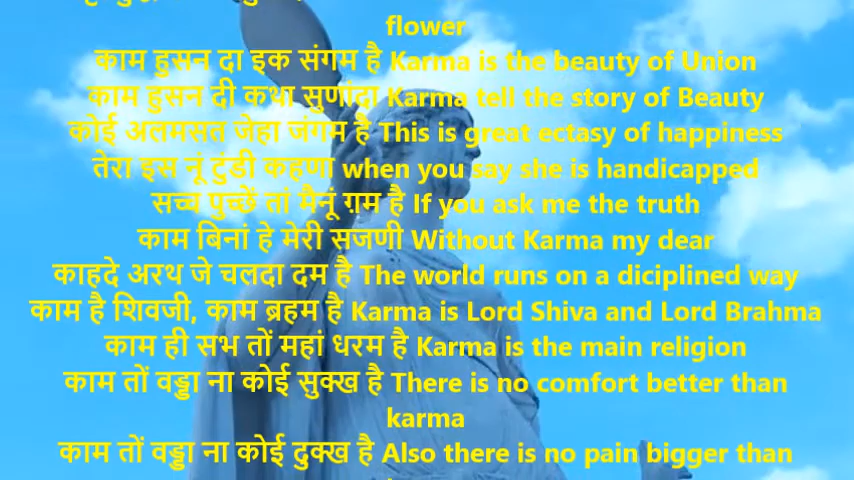 flower
काम हुसन दा इक संगम है Karma is the beauty of Union
काम हुसन दी कथा सुणांदा Karma tell the story of Beauty
कोई अलमसत जेहा जंगम है This is great ectasy of happiness
तेरा इस नूं टुंडी कहणा when you say she is handicapped
सच्च पुच्छें तां मैनूं ग़म है If you ask me the truth
काम बिनां हे मेरी सजणी Without Karma my dear
काहदे अरथ जे चलदा दम है The world runs on a diciplined way
काम है शिवजी, काम ब्रहम है Karma is Lord Shiva and Lord Brahma
काम ही सभ तों महां धरम है Karma is the main religion
काम तों वड्डा ना कोई सुक्ख है There is no comfort better than
karma
काम तों वड्डा ना कोई दुक्ख है Also there is no pain bigger than